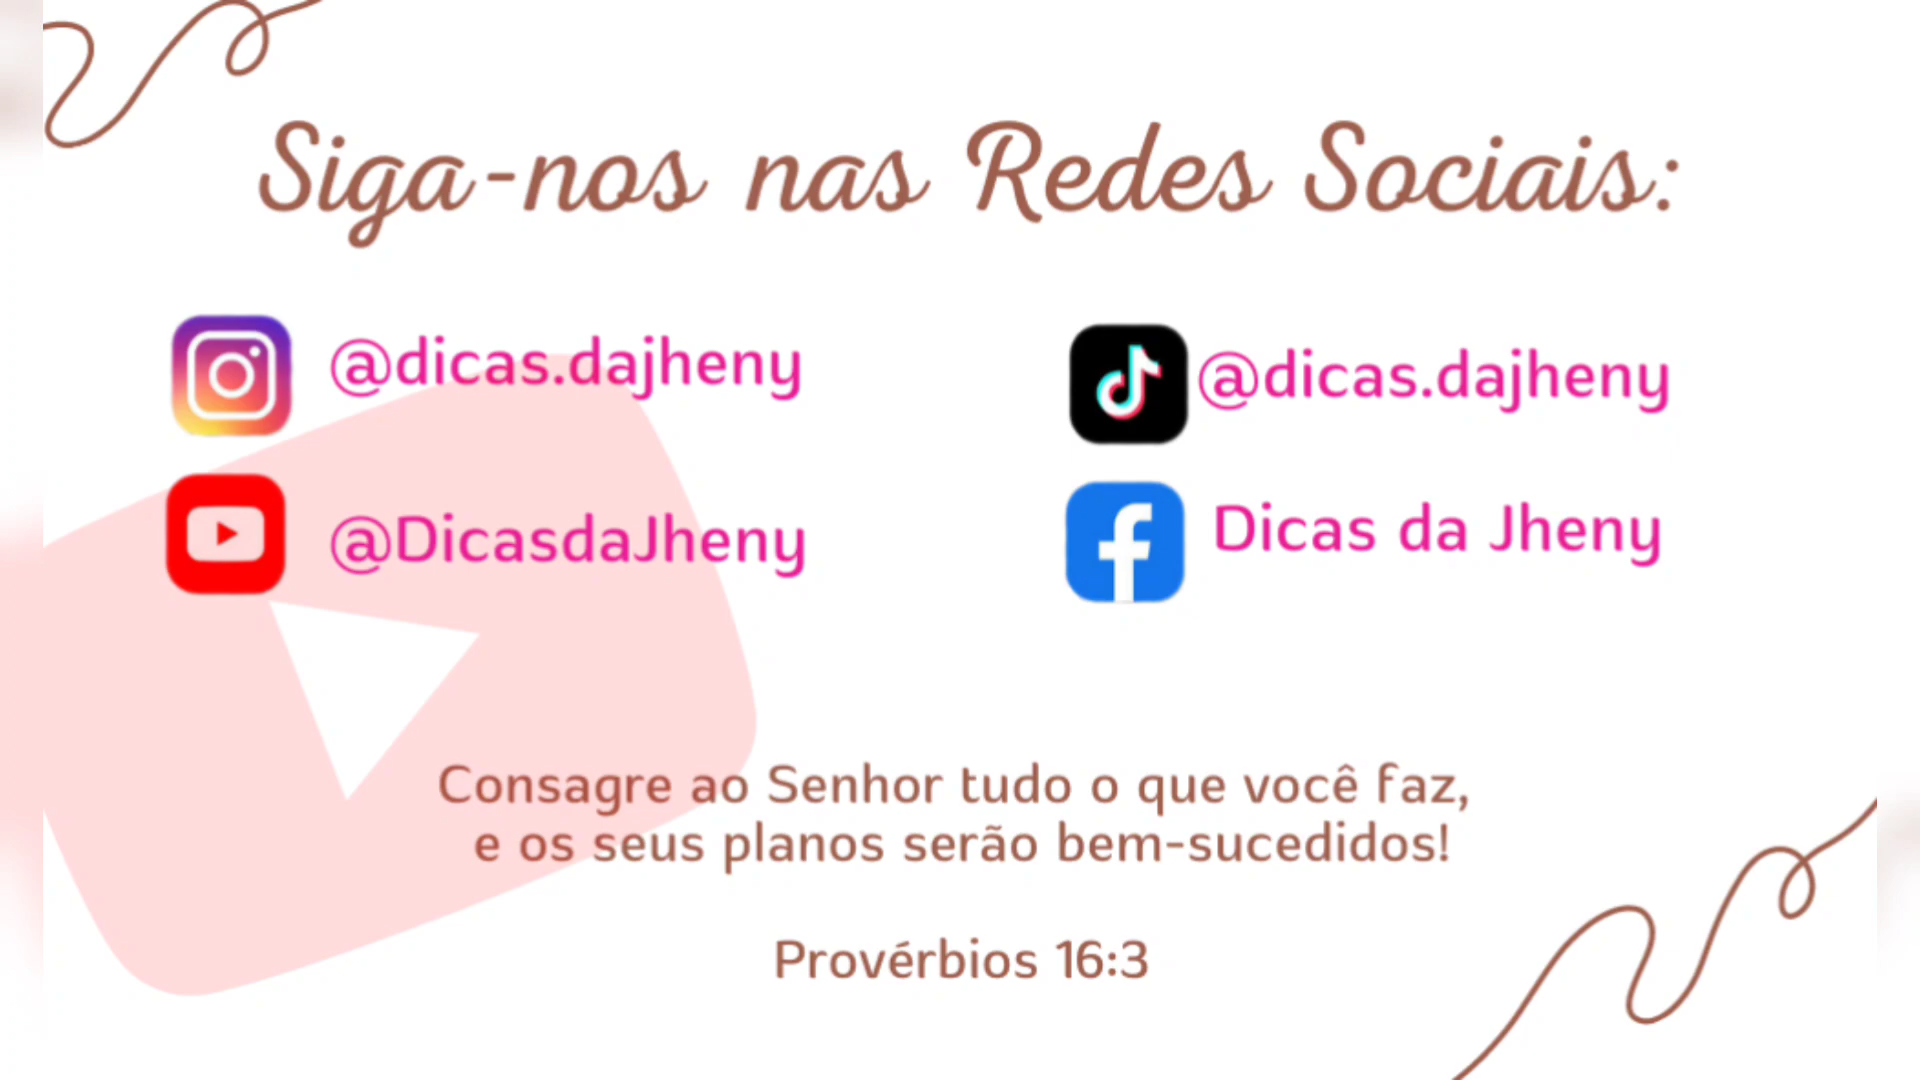 Siga-nos nas Redes Sociais:
@dicas.dajheny
@dicas.dajheny
@DicasdaJheny
Dicas da Jheny
Consagre ao Senhor tudo o que você faz,
e os seus planos serão bem-sucedidos!
Provérbios 16:3